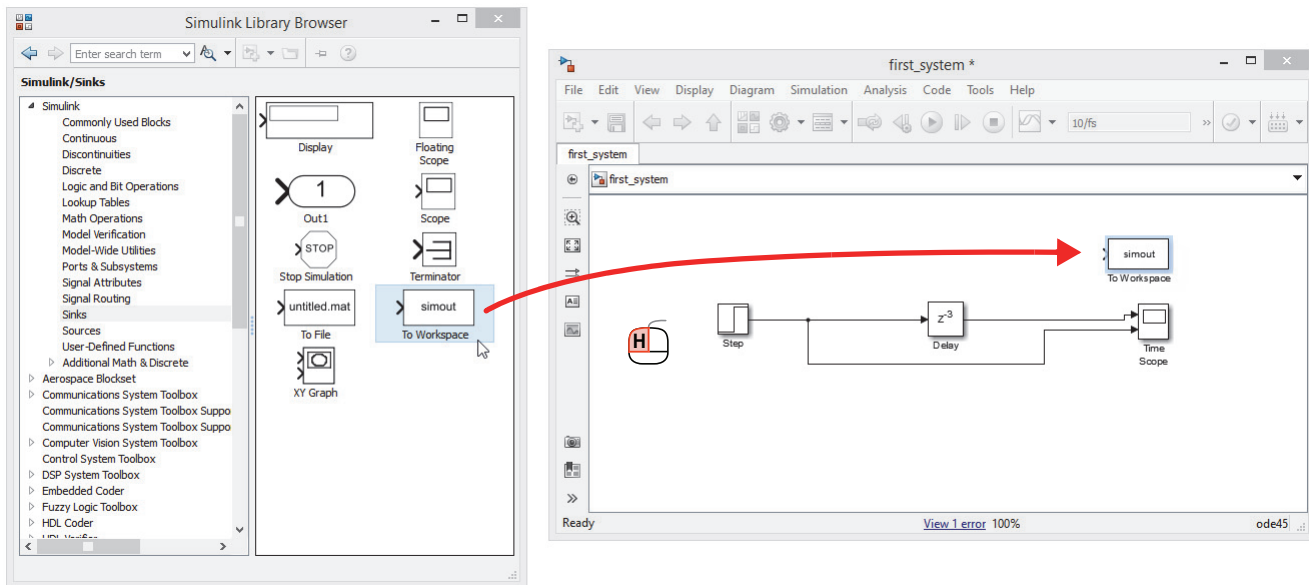 Simulink Library Browser
Enter search term
Simulink/Sinks
Simulink
Commonly Used Blocks
Continuous
Discontinuities
Discrete
Logic and Bit Operations
Lookup Tables
Math Operations
Model Verification
Model-Wide Utilities
Ports & Subsystems
Signal Attributes
Signal Routing
Sinks
Sources
User-Defined Functions
Additional Math & Discrete
Aerospace Blockset
Communications System Toolbox
Communications System Toolbox Suppo
Communications System Toolbox Suppo
Computer Vision System Toolbox
Control System Toolbox
DSP System Toolbox
Embedded Coder
Fuzzy Logic Toolbox
HDL Coder
Display
Floating
Scope
1
Out1
Scope
STOP
Stop Simulation
Terminator
untitled.mat
To File
simout
To Workspace
XY Graph
first_system *
File Edit View Display Diagram Simulation Analysis Code Tools Help
10/fs
first_system
first_system
simout
To Workspace
H
Step
z-3
Delay
Time
Scope
Ready
View 1 error 100%
ode45